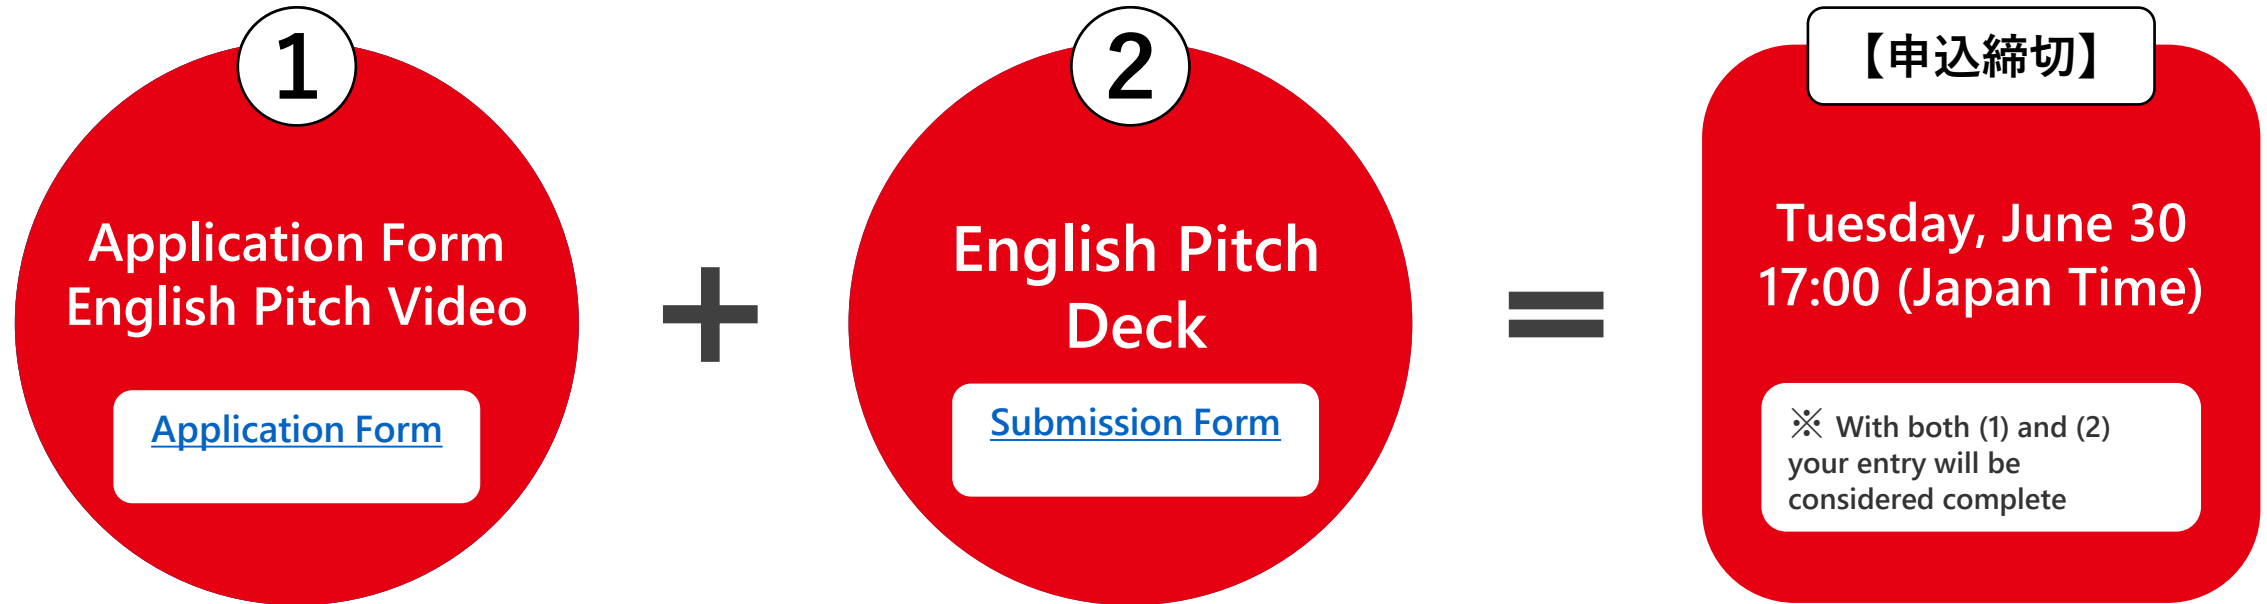 1
Application Form
English Pitch Video
Application Form
+
2
English Pitch
Deck
Submission Form
=
【申込締切】
Tuesday, June 30
17:00 (Japan Time)
※ With both (1) and (2)
your entry will be
considered complete